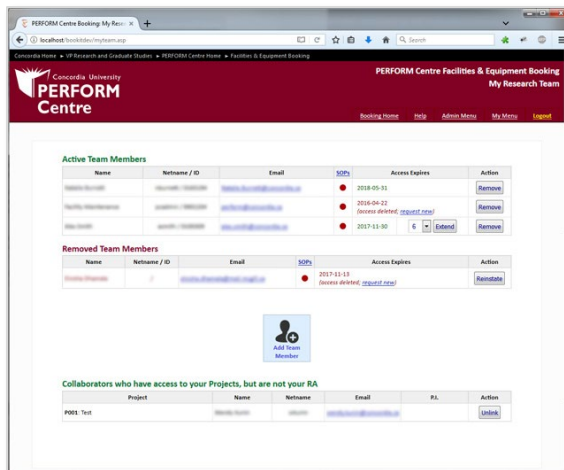 PERFORM Centre Booking: My Rese
localhost/bookitdev/myteam.asp
Search
Concordia Home ► VP Research and Graduate Studies ► PERFORM Centre Home ► Facilities & Equipment Booking
Concordia University
PERFORM
Centre
PERFORM Centre Facilities & Equipment Booking
My Research Team
Booking Home Help Admin Menu My Menu Logout
Active Team Members
Name Netname / ID Email SOPs Access Expires Action
2018-05-31 Remove
2016-04-22
(access deleted, request new) Remove
2017-11-30 6 Extend Remove
Removed Team Members
Name Netname / ID Email SOPs Access Expires Action
2017-11-13
(access deleted, request new) Reinstate
Add Team
Member
Collaborators who have access to your Projects, but are not your RA
Project Name Netname Email P.I. Action
P001: Test Unlink